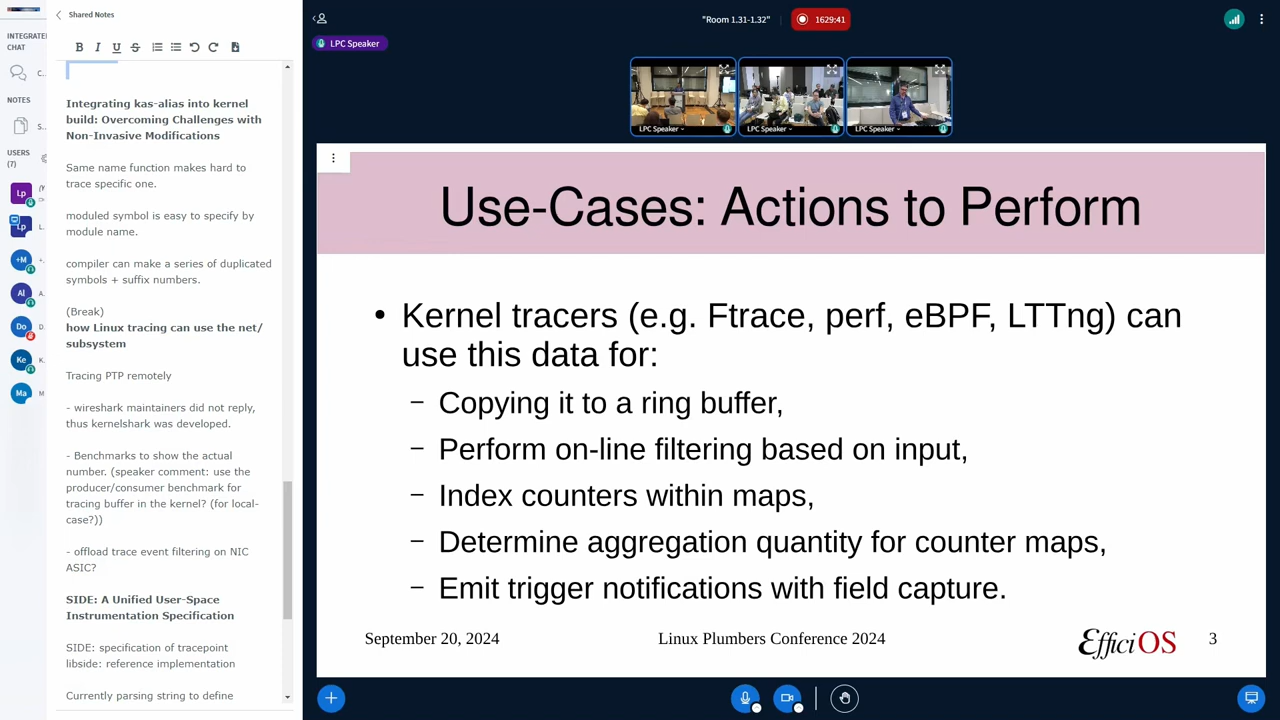 Shared Notes
INTEGRATE
CHAT
C..
NOTES
S..
USERS
(7)
Lp
Lp
L..
+M
+.
Al
A.
Do
D.
Ke
K.
Ma
M
B I U S
Integrating kas-alias into kernel
build: Overcoming Challenges with
Non-Invasive Modifications
Same name function makes hard to
trace specific one.
moduled symbol is easy to specify by
module name.
compiler can make a series of duplicated
symbols + suffix numbers.
(Break)
how Linux tracing can use the net/
subsystem
Tracing PTP remotely
- wireshark maintainers did not reply,
thus kernelshark was developed.
- Benchmarks to show the actual
number. (speaker comment: use the
producer/consumer benchmark for
tracing buffer in the kernel? (for local-
case?))
- offload trace event filtering on NIC
ASIC?
SIDE: A Unified User-Space
Instrumentation Specification
SIDE: specification of tracepoint
libside: reference implementation
Currently parsing string to define
"Room 1.31-1.32"
1629:41
LPC Speaker
LPC Speaker
LPC Speaker
LPC Speaker
Use-Cases: Actions to Perform
• Kernel tracers (e.g. Ftrace, perf, eBPF, LTTng) can
use this data for:
– Copying it to a ring buffer,
– Perform on-line filtering based on input,
– Index counters within maps,
– Determine aggregation quantity for counter maps,
– Emit trigger notifications with field capture.
September 20, 2024
Linux Plumbers Conference 2024
EfficiOS
3